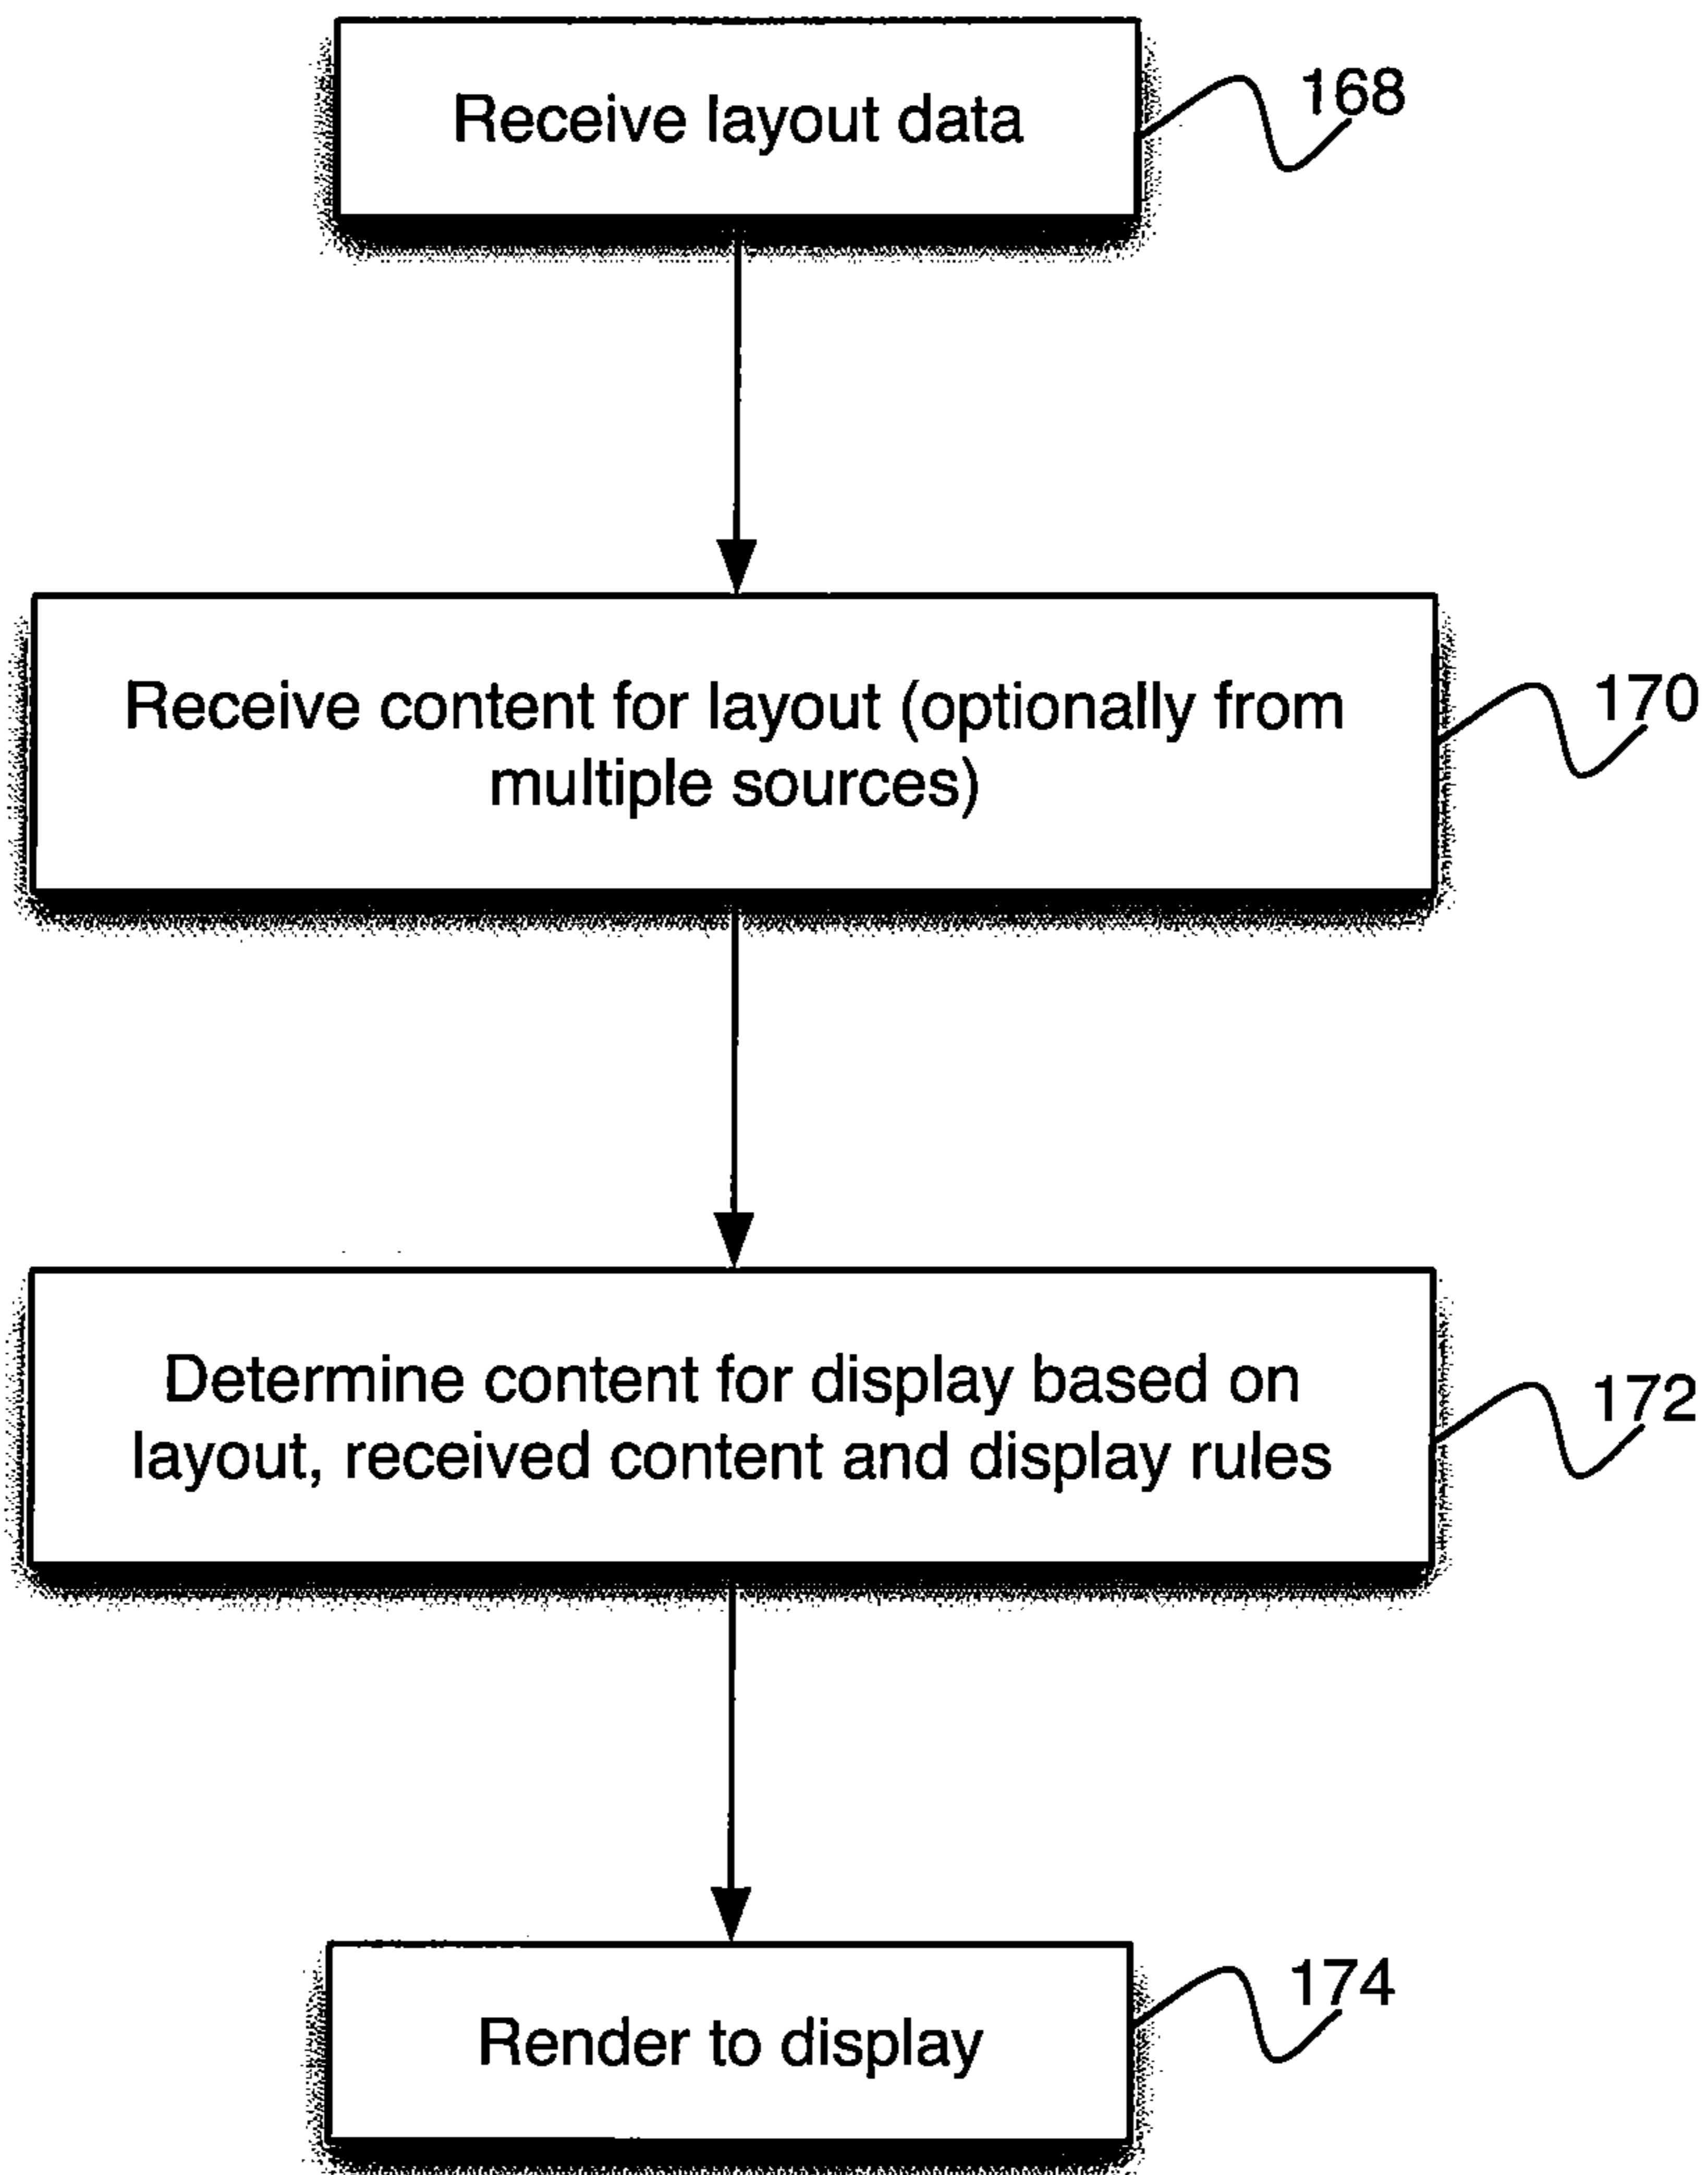 Receive layout data
168
Receive content for layout (optionally from
multiple sources)
170
Determine content for display based on
layout, received content and display rules
172
Render to display
174